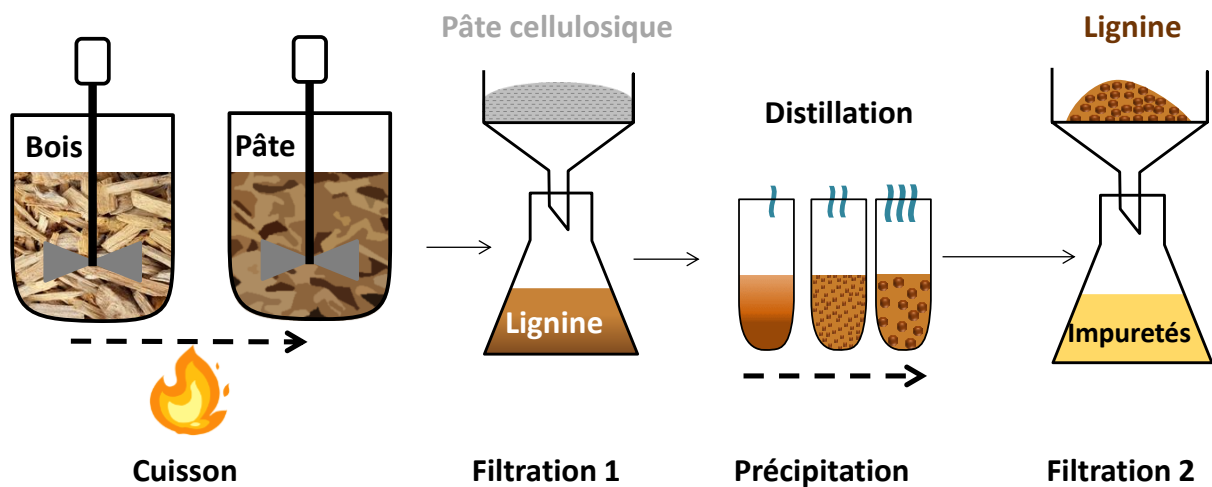 Pâte cellulosique
Lignine
Distillation
Bois
Pâte
Lignine
Impuretés
Cuisson
Filtration 1
Précipitation
Filtration 2